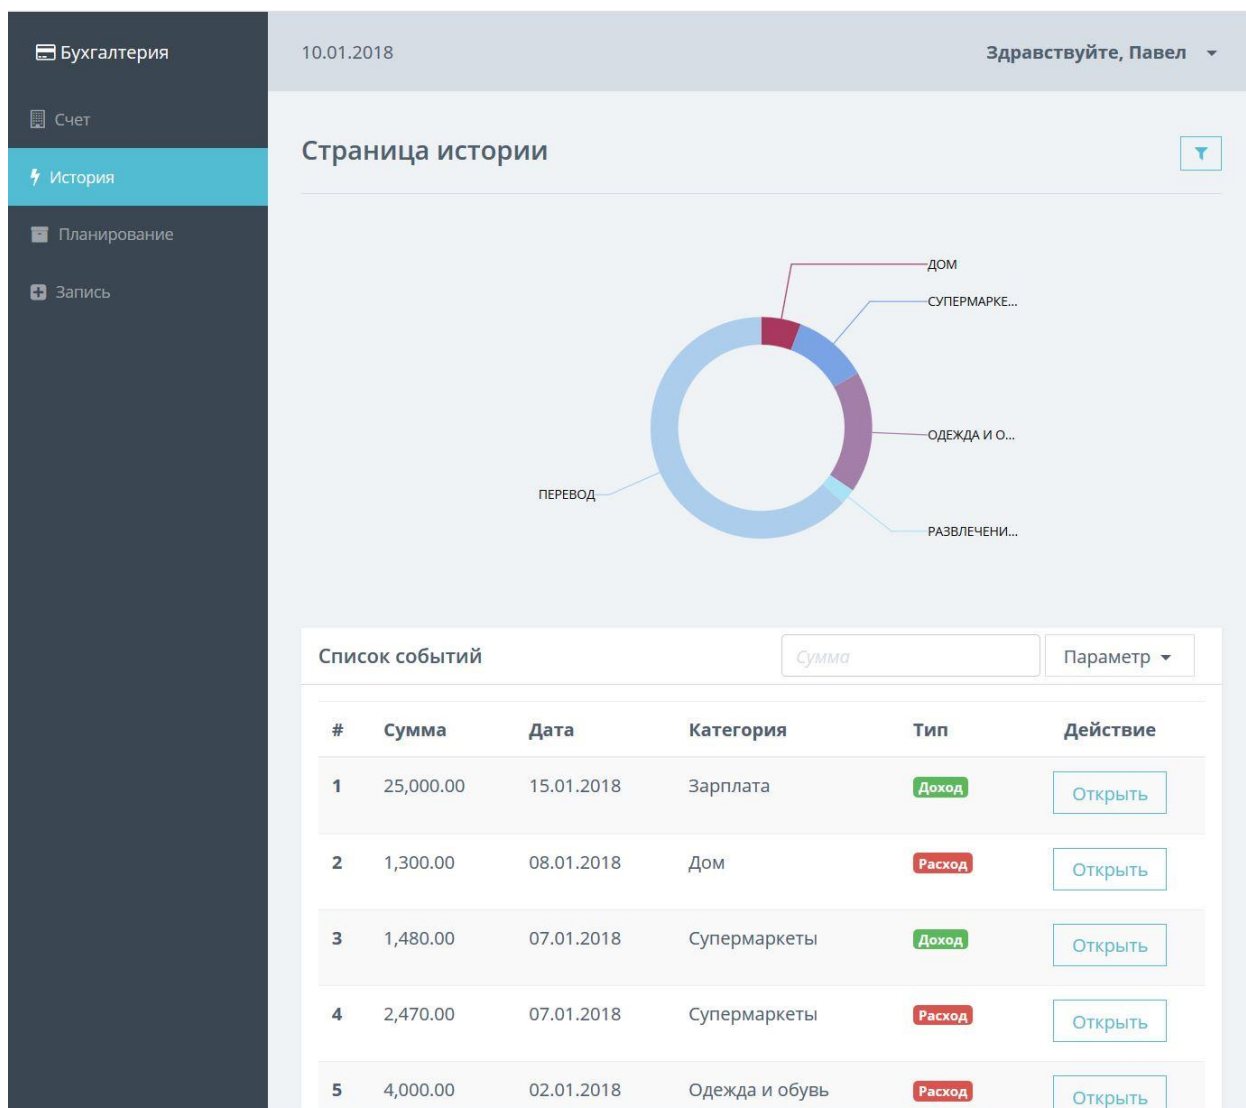 Бухгалтерия
10.01.2018
Здравствуйте, Павел
Счет
История
Планирование
Запись
Страница истории
ДОМ
СУПЕРМАРКЕ...
ОДЕЖДА И О...
ПЕРЕВОД
РАЗВЛЕЧЕНИ...
Список событий
Сумма
Параметр
# Сумма Дата Категория Тип Действие
1 25,000.00 15.01.2018 Зарплата Доход Открыть
2 1,300.00 08.01.2018 Дом Расход Открыть
3 1,480.00 07.01.2018 Супермаркеты Доход Открыть
4 2,470.00 07.01.2018 Супермаркеты Расход Открыть
5 4,000.00 02.01.2018 Одежда и обувь Расход Открыть